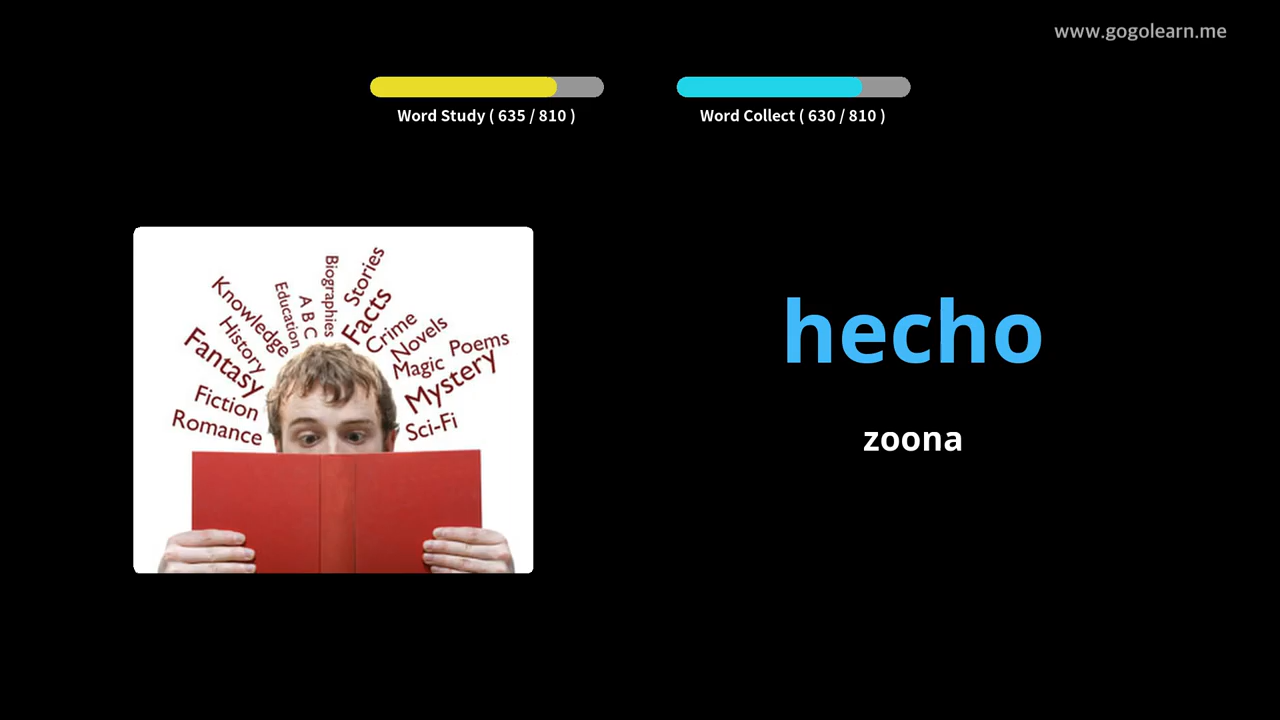 www.gogolearn.me
Word Study ( 635 / 810 )
Word Collect ( 630 / 810 )
Knowledge
History
Fantasy
Fiction
Romance
Education
A B C
Biographies
Stories
Facts
Crime
Novels
Magic
Poems
Mystery
Sci-Fi
hecho
zoona